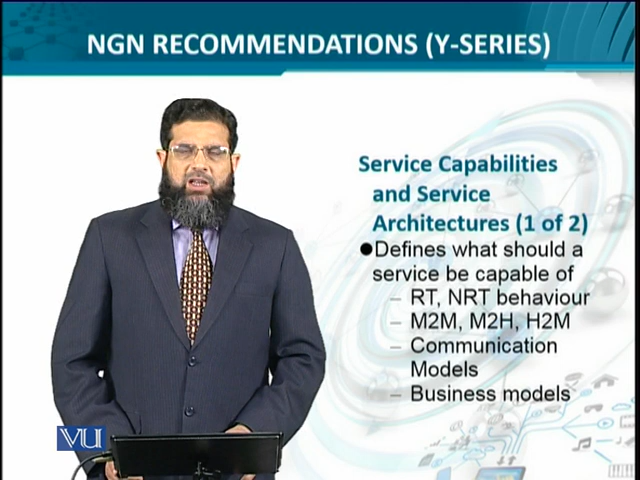 NGN RECOMMENDATIONS (Y-SERIES)
Service Capabilities
and Service
Architectures (1 of 2)
●Defines what should a
service be capable of
– RT, NRT behaviour
– M2M, M2H, H2M
– Communication
Models
– Business models
VU